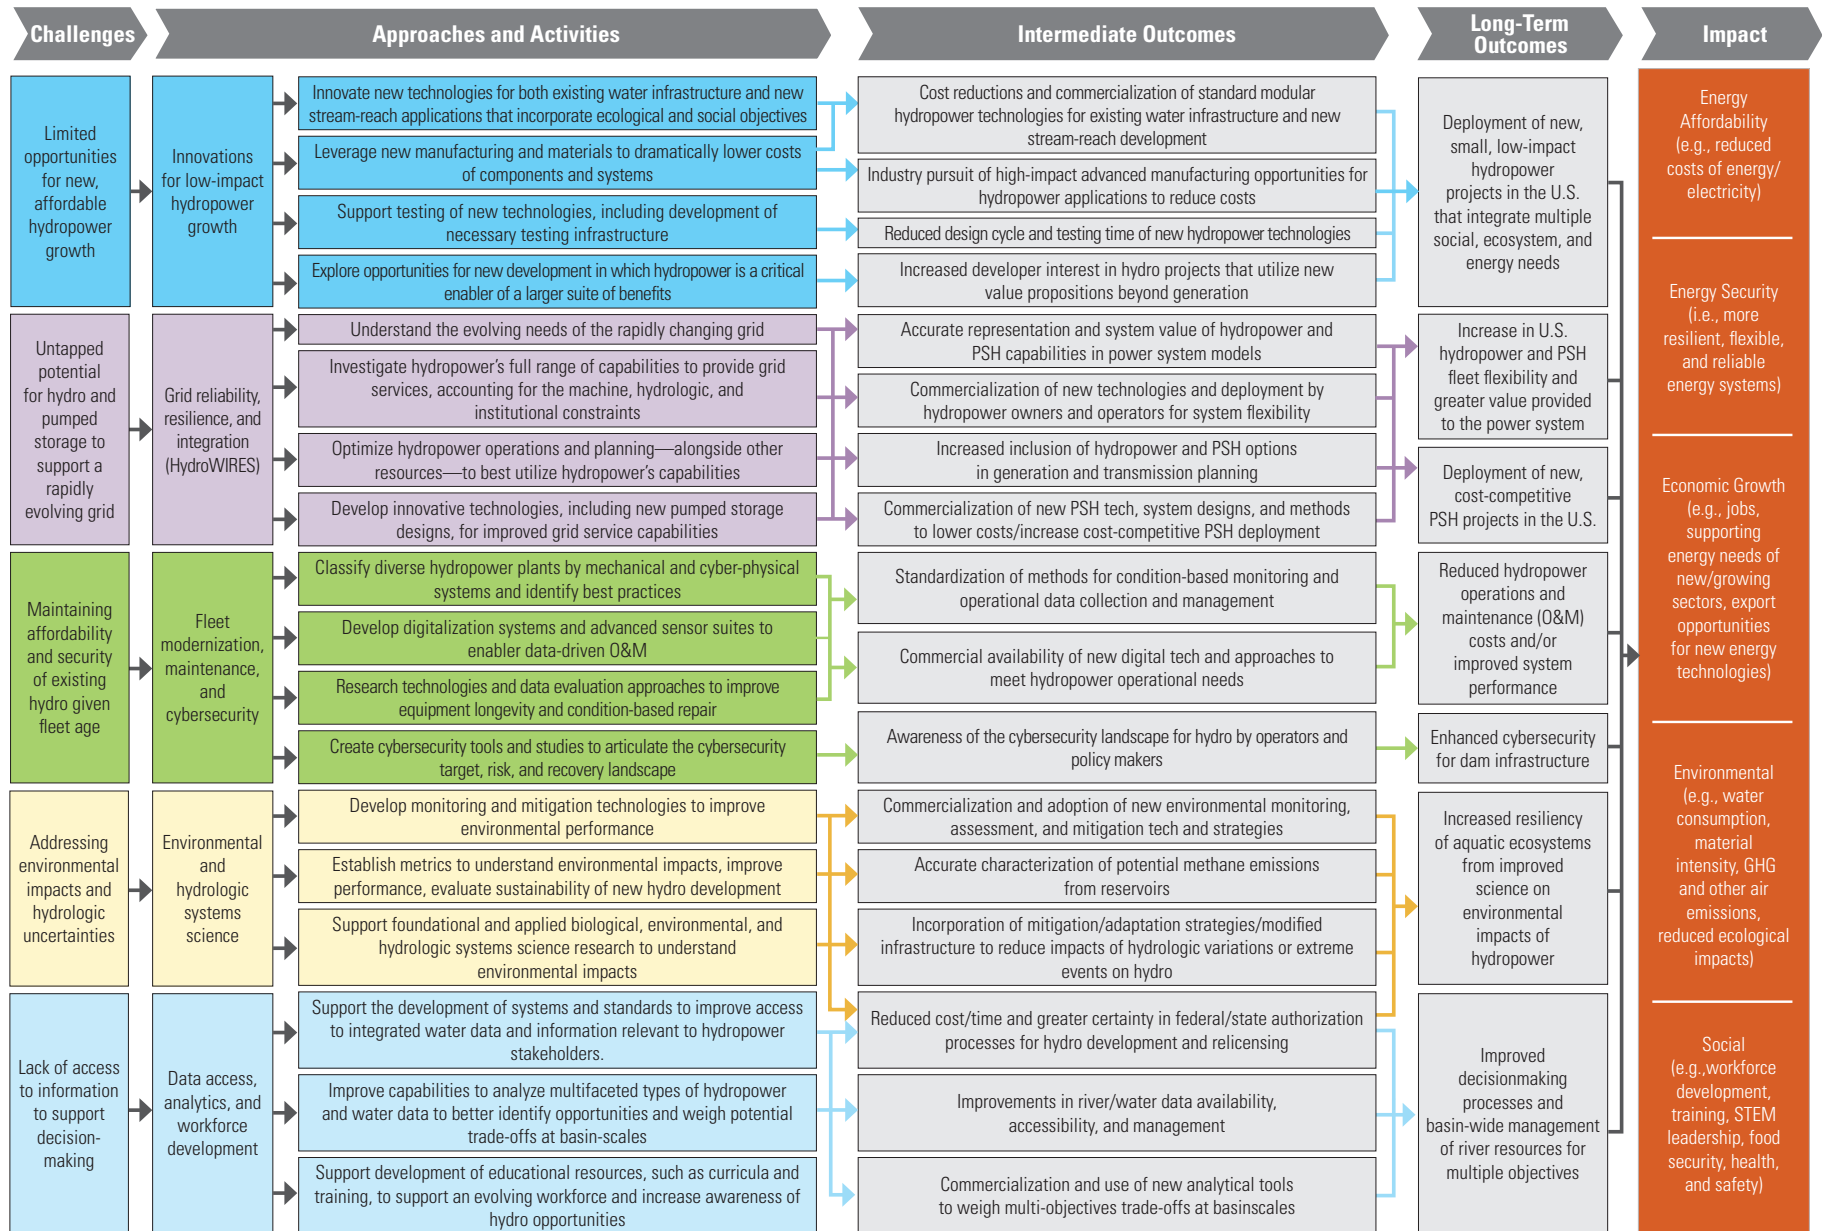 Challenges
Approaches and Activities
Intermediate Outcomes
Long-Term
Outcomes
Impact
Limited
opportunities
for new,
affordable
hydropower
growth
Innovations
for low-impact
hydropower
growth
Innovate new technologies for both existing water infrastructure and new
stream-reach applications that incorporate ecological and social objectives
Leverage new manufacturing and materials to dramatically lower costs
of components and systems
Support testing of new technologies, including development of
necessary testing infrastructure
Explore opportunities for new development in which hydropower is a critical
enabler of a larger suite of benefits
Cost reductions and commercialization of standard modular
hydropower technologies for existing water infrastructure and new
stream-reach development
Industry pursuit of high-impact advanced manufacturing opportunities for
hydropower applications to reduce costs
Reduced design cycle and testing time of new hydropower technologies
Increased developer interest in hydro projects that utilize new
value propositions beyond generation
Deployment of new,
small, low-impact
hydropower
projects in the U.S.
that integrate multiple
social, ecosystem, and
energy needs
Untapped
potential
for hydro and
pumped
storage to
support a
rapidly
evolving grid
Grid reliability,
resilience, and
integration
(HydroWIRES)
Understand the evolving needs of the rapidly changing grid
Investigate hydropower's full range of capabilities to provide grid
services, accounting for the machine, hydrologic, and
institutional constraints
Optimize hydropower operations and planning—alongside other
resources—to best utilize hydropower's capabilities
Develop innovative technologies, including new pumped storage
designs, for improved grid service capabilities
Accurate representation and system value of hydropower and
PSH capabilities in power system models
Commercialization of new technologies and deployment by
hydropower owners and operators for system flexibility
Increased inclusion of hydropower and PSH options
in generation and transmission planning
Commercialization of new PSH tech, system designs, and methods
to lower costs/increase cost-competitive PSH deployment
Increase in U.S.
hydropower and PSH
fleet flexibility and
greater value provided
to the power system
Deployment of new,
cost-competitive
PSH projects in the U.S.
Maintaining
affordability
and security
of existing
hydro given
fleet age
Fleet
modernization,
maintenance,
and
cybersecurity
Classify diverse hydropower plants by mechanical and cyber-physical
systems and identify best practices
Develop digitalization systems and advanced sensor suites to
enable data-driven O&M
Research technologies and data evaluation approaches to improve
equipment longevity and condition-based repair
Create cybersecurity tools and studies to articulate the cybersecurity
target, risk, and recovery landscape
Standardization of methods for condition-based monitoring and
operational data collection and management
Commercial availability of new digital tech and approaches to
meet hydropower operational needs
Awareness of the cybersecurity landscape for hydro by operators and
policy makers
Reduced hydropower
operations and
maintenance (O&M)
costs and/or
improved system
performance
Enhanced cybersecurity
for dam infrastructure
Addressing
environmental
impacts and
hydrologic
uncertainties
Environmental
and
hydrologic
systems
science
Develop monitoring and mitigation technologies to improve
environmental performance
Establish metrics to understand environmental impacts, improve
performance, evaluate sustainability of new hydro development
Support foundational and applied biological, environmental, and
hydrologic systems science research to understand
environmental impacts
Commercialization and adoption of new environmental monitoring,
assessment, and mitigation tech and strategies
Accurate characterization of potential methane emissions
from reservoirs
Incorporation of mitigation/adaptation strategies/modified
infrastructure to reduce impacts of hydrologic variations or extreme
events on hydro
Reduced cost/time and greater certainty in federal/state authorization
processes for hydro development and relicensing
Increased resiliency
of aquatic ecosystems
from improved
science on
environmental
impacts of
hydropower
Lack of access
to information
to support
decision-
making
Data access,
analytics, and
workforce
development
Support the development of systems and standards to improve access
to integrated water data and information relevant to hydropower
stakeholders.
Improve capabilities to analyze multifaceted types of hydropower
and water data to better identify opportunities and weigh potential
trade-offs at basin-scales
Support development of educational resources, such as curricula and
training, to support an evolving workforce and increase awareness of
hydro opportunities
Improvements in river/water data availability,
accessibility, and management
Commercialization and use of new analytical tools
to weigh multi-objectives trade-offs at basinscales
Improved
decisionmaking
processes and
basin-wide management
of river resources for
multiple objectives
Energy
Affordability
(e.g., reduced
costs of energy/
electricity)
Energy Security
(i.e., more
resilient, flexible,
and reliable
energy systems)
Economic Growth
(e.g., jobs,
supporting
energy needs of
new/growing
sectors, export
opportunities
for new energy
technologies)
Environmental
(e.g., water
consumption,
material
intensity, GHG
and other air
emissions,
reduced ecological
impacts)
Social
(e.g.,workforce
development,
training, STEM
leadership, food
security, health,
and safety)